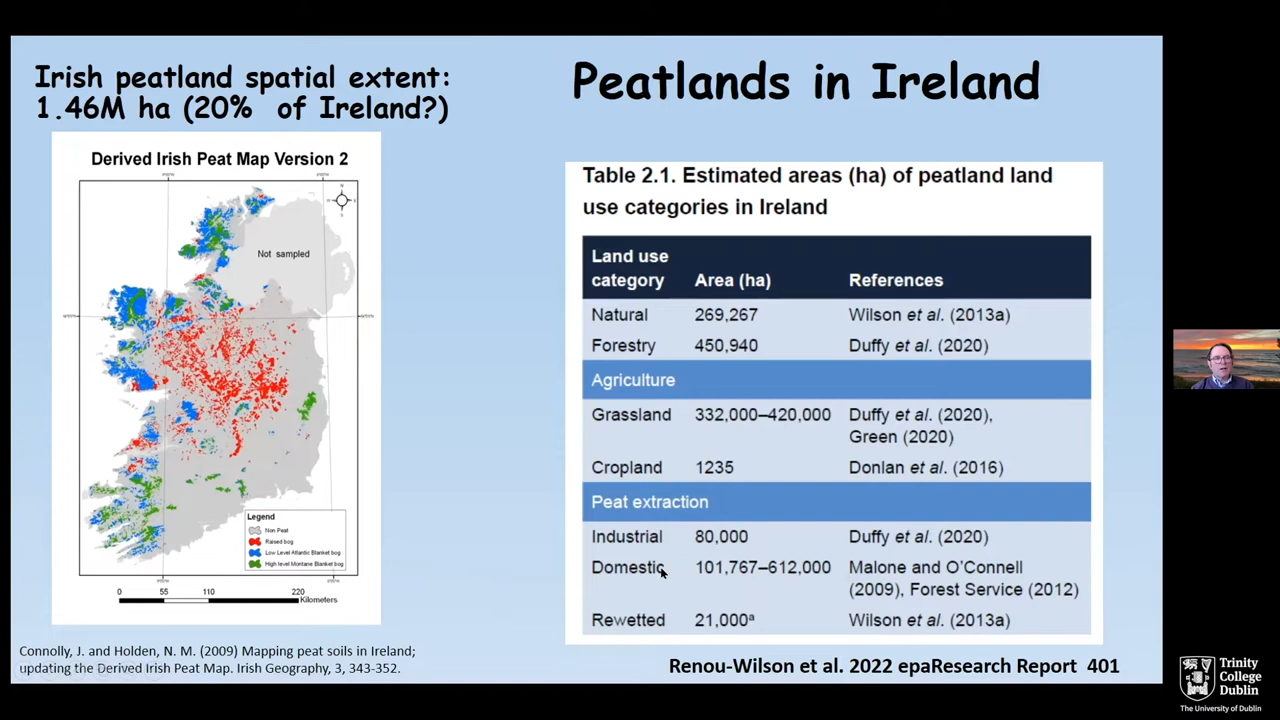 Irish peatland spatial extent:
1.46M ha (20%  of Ireland?)
Peatlands in Ireland
Derived Irish Peat Map Version 2
N
S
Not sampled
Legend
Non Peat
Raised bog
Low Level Atlantic Blanket bog
High level Montane Blanket bog
0 55 110 220
Kilometers
Connolly, J. and Holden, N. M. (2009) Mapping peat soils in Ireland;
updating the Derived Irish Peat Map. Irish Geography, 3, 343-352.
Table 2.1. Estimated areas (ha) of peatland land
use categories in Ireland
Land use
category Area (ha) References
Natural 269,267 Wilson et al. (2013a)
Forestry 450,940 Duffy et al. (2020)
Agriculture
Grassland 332,000–420,000 Duffy et al. (2020),
Green (2020)
Cropland 1235 Donlan et al. (2016)
Peat extraction
Industrial 80,000 Duffy et al. (2020)
Domestic 101,767–612,000 Malone and O’Connell
(2009), Forest Service (2012)
Rewetted 21,000ª Wilson et al. (2013a)
Renou-Wilson et al. 2022 epaResearch Report 401
Trinity
College
Dublin
The University of Dublin